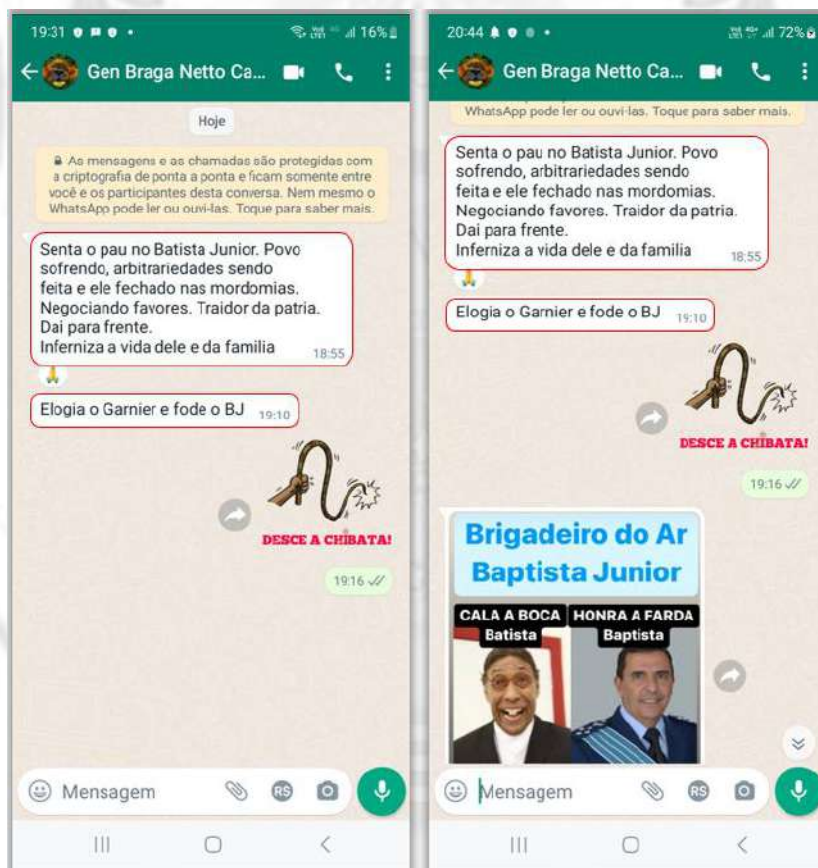 19:31
16%
Gen Braga Netto Ca...
Hoje
As mensagens e as chamadas são protegidas com
a criptografia de ponta a ponta e ficam somente entre
você e os participantes desta conversa. Nem mesmo o
WhatsApp pode ler ou ouvi-las. Toque para saber mais.
Senta o pau no Batista Junior. Povo
sofrendo, arbitrariedades sendo
feita e ele fechado nas mordomias.
Negociando favores. Traidor da patria.
Dai para frente.
Inferniza a vida dele e da familia
18:55
Elogia o Garnier e fode o BJ 19:10
DESCE A CHIBATA!
19:16
Mensagem
R$
20:44
72%
Gen Braga Netto Ca...
WhatsApp pode ler ou ouvi-las. Toque para saber mais.
Senta o pau no Batista Junior. Povo
sofrendo, arbitrariedades sendo
feita e ele fechado nas mordomias.
Negociando favores. Traidor da patria.
Dai para frente.
Inferniza a vida dele e da familia
18:55
Elogia o Garnier e fode o BJ 19:10
DESCE A CHIBATA!
19:16
Brigadeiro do Ar
Baptista Junior
CALA A BOCA HONRA A FARDA
Batista Baptista
Mensagem
R$